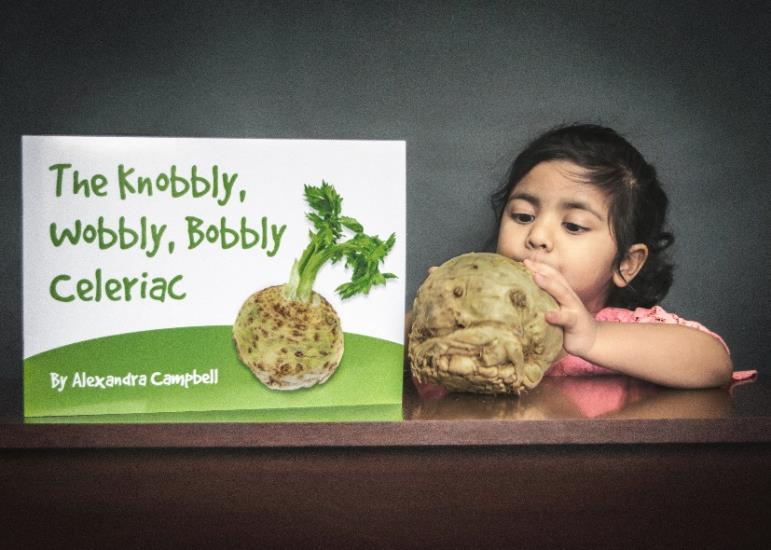 The Knobbly,
Wobbly, Bobbly
Celeriac
By Alexandra Campbell